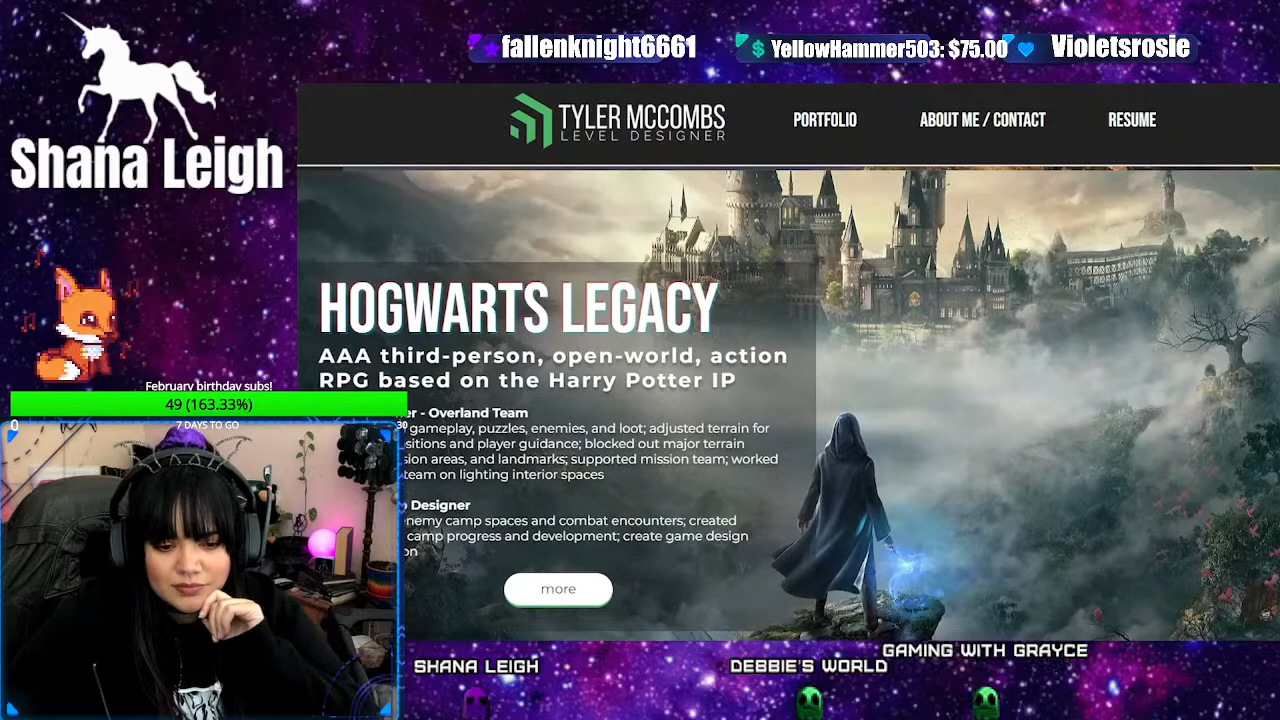 fallenknight6661
$ YellowHammer503: $75.00
Violetsrosie
Shana Leigh
TYLER MCCOMBS
LEVEL DESIGNER
PORTFOLIO
ABOUT ME / CONTACT
RESUME
HOGWARTS LEGACY
AAA third-person, open-world, action
RPG based on the Harry Potter IP
er - Overland Team
gameplay, puzzles, enemies, and loot; adjusted terrain for
sitions and player guidance; blocked out major terrain
sion areas, and landmarks; supported mission team; worked
team on lighting interior spaces
Designer
enemy camp spaces and combat encounters; created
camp progress and development; create game design
on
more
February birthday subs!
49 (163.33%)
0
7 DAYS TO GO
30
SHANA LEIGH
DEBBIE'S WORLD
GAMING WITH GRAYCE